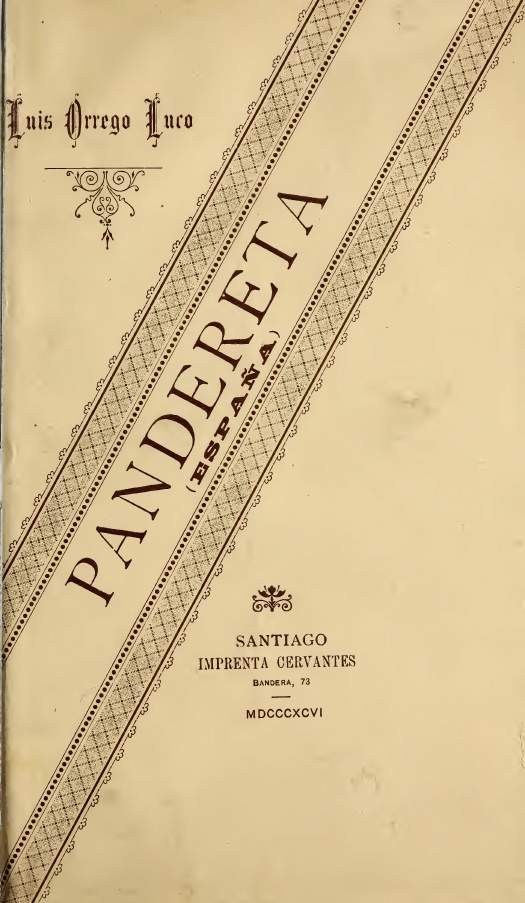 Luis Orrego Luco
PANDERETA
(ESPAÑA)
SANTIAGO
IMPRENTA CERVANTES
BANDERA, 73
MDCCCXCVI